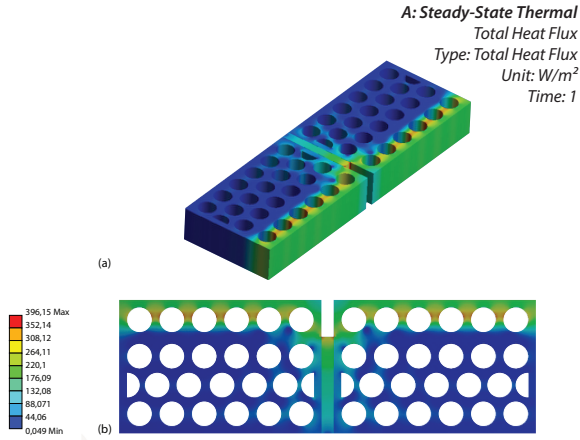 A: Steady-State Thermal
Total Heat Flux
Type: Total Heat Flux
Unit: W/m²
Time: 1
(a)
396,15 Max
352,14
308,12
264,11
220,1
176,09
132,08
88,071
44,06
0,049 Min
(b)